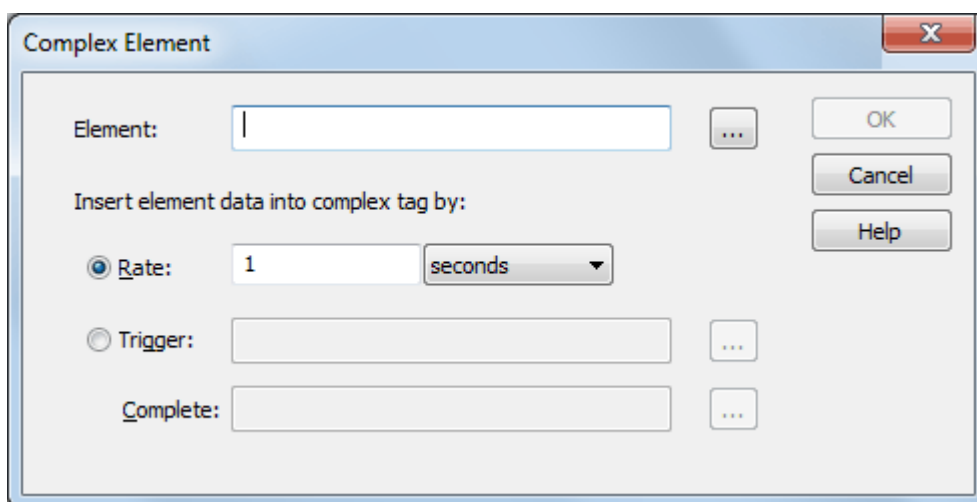 Complex Element
Element:
...
OK
Cancel
Help
Insert element data into complex tag by:
Rate: 1 seconds
Trigger:
...
Complete:
...